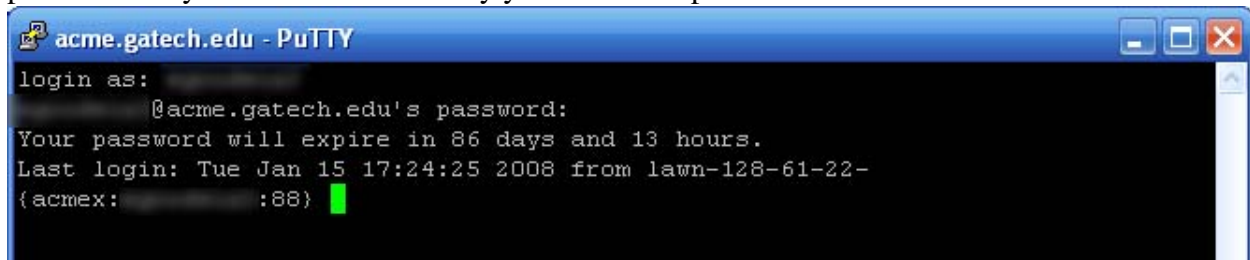 acme.gatech.edu - PuTTY
login as:
@acme.gatech.edu's password:
Your password will expire in 86 days and 13 hours.
Last login: Tue Jan 15 17:24:25 2008 from lawn-128-61-22-
{acmex: :88}